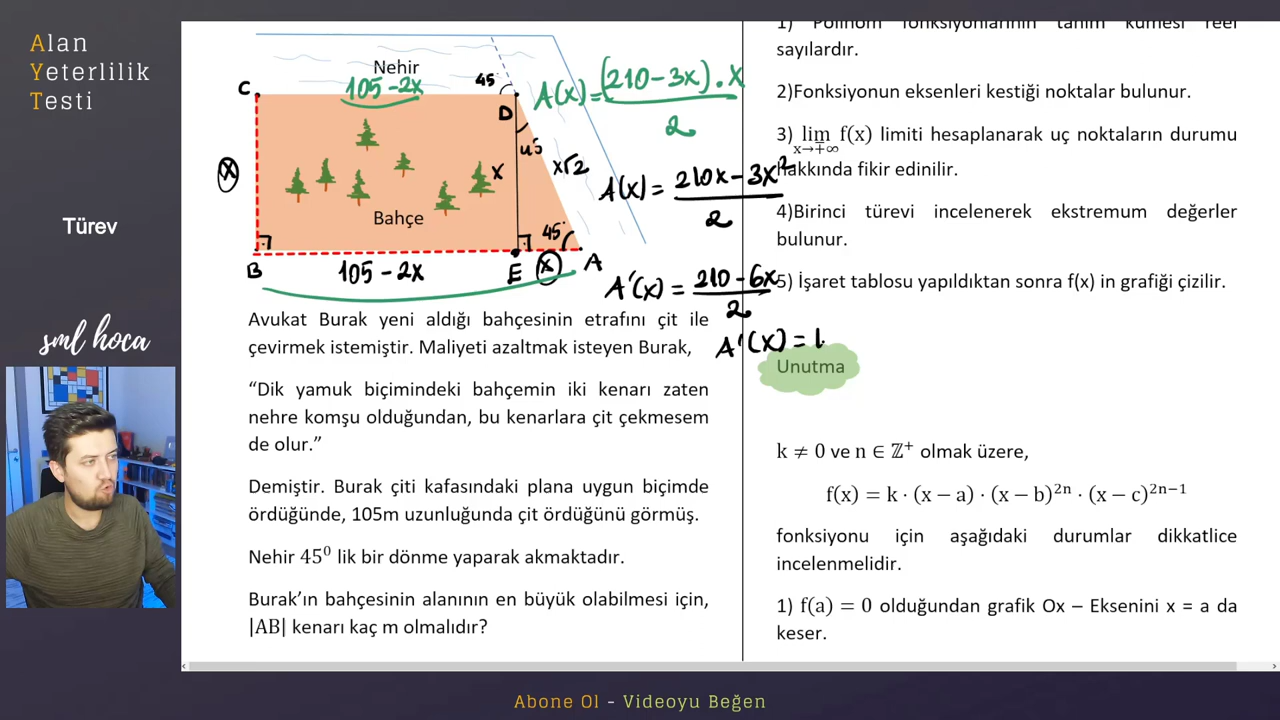 Alan
Yeterlilik
Testi
Türev
sml hoca
Nehir
105 - 2x
45
C
D
45
x
x√2
x
Bahçe
45°
B
105 - 2x
E
x
A
A(x) = (210 - 3x) . x / 2
A(x) = 210x - 3x² / 2
A'(x) = 210 - 6x / 2
A'(x) =
Avukat Burak yeni aldığı bahçesinin etrafını çit ile
çevirmek istemiştir. Maliyeti azaltmak isteyen Burak,
“Dik yamuk biçimindeki bahçemin iki kenarı zaten
nehre komşu olduğundan, bu kenarlara çit çekmesem
de olur.”
Demiştir. Burak çiti kafasındaki plana uygun biçimde
ördüğünde, 105m uzunluğunda çit ördüğünü görmüş.
Nehir 45⁰ lik bir dönme yaparak akmaktadır.
Burak’ın bahçesinin alanının en büyük olabilmesi için,
|AB| kenarı kaç m olmalıdır?
1) Polinom fonksiyonlarının tanım kümesi reel
sayılardır.
2)Fonksiyonun eksenleri kestiği noktalar bulunur.
3) lim x→∓∞ f(x) limiti hesaplanarak uç noktaların durumu
hakkında fikir edinilir.
4)Birinci türevi incelenerek ekstremum değerler
bulunur.
5) İşaret tablosu yapıldıktan sonra f(x) in grafiği çizilir.
Unutma
k ≠ 0 ve n ∈ ℤ⁺ olmak üzere,
f(x) = k · (x − a) · (x − b)²ⁿ · (x − c)²ⁿ⁻¹
fonksiyonu için aşağıdaki durumlar dikkatlice
incelenmelidir.
1) f(a) = 0 olduğundan grafik Ox – Eksenini x = a da
keser.
Abone Ol - Videoyu Beğen